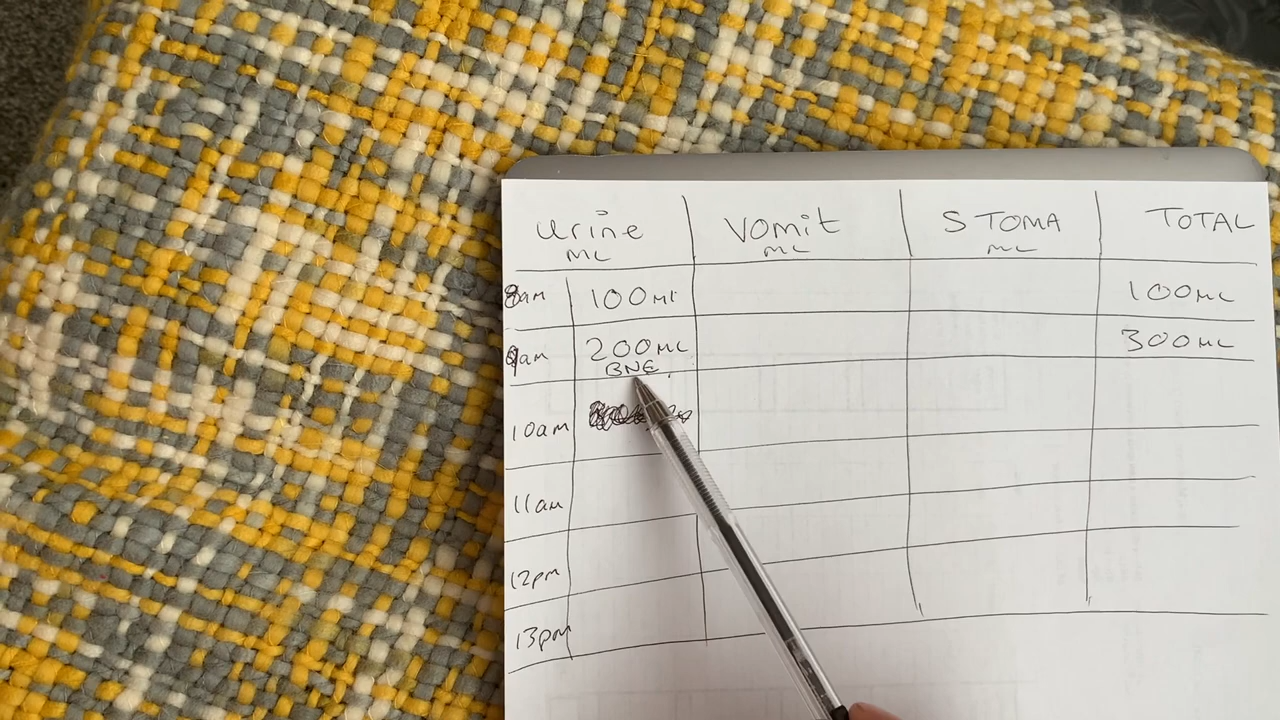 Urine ML VOMIT ML STOMA ML TOTAL
8am 100ML 100ML
9am 200ML 300ML
BNE
10am
11am
12pm
13pm